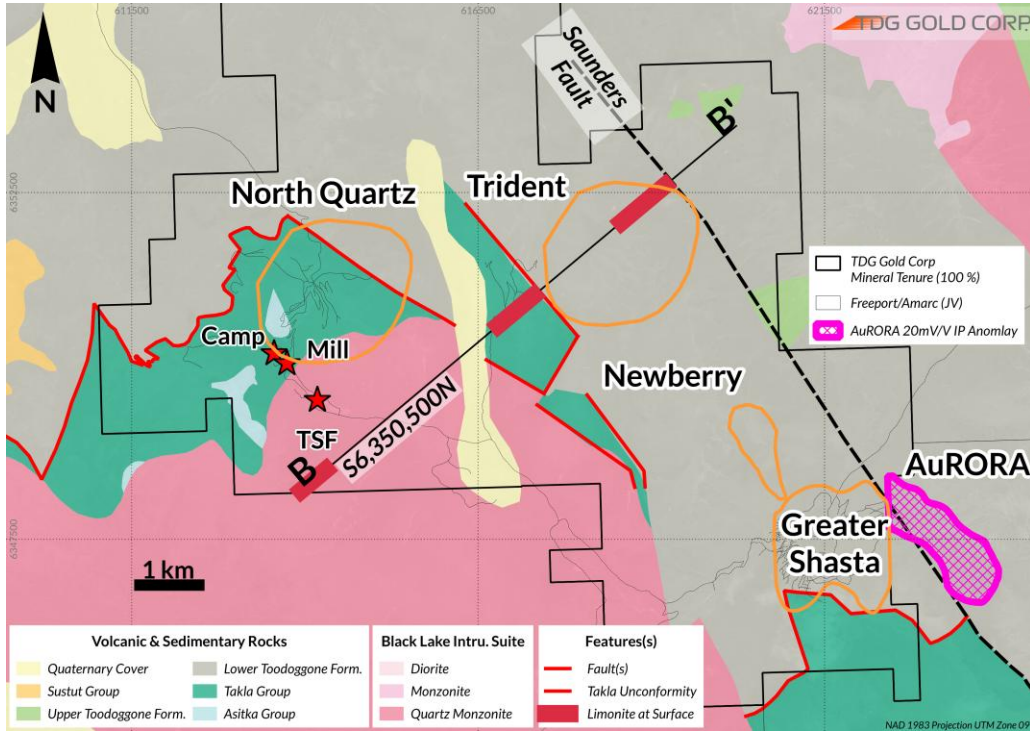 611500
616500
621500
TDG GOLD CORP.
N
Saunders
Fault
B'
6352500
North Quartz
Trident
TDG Gold Corp
Mineral Tenure (100 %)
Freeport/Amarc (JV)
AuRORA 20mV/V IP Anomlay
Camp
Mill
Newberry
TSF
B
S6,350,500N
AuRORA
6347500
Greater
Shasta
1 km
Volcanic & Sedimentary Rocks
Quaternary Cover
Sustut Group
Upper Toodoggone Form.
Lower Toodoggone Form.
Takla Group
Asitka Group
Black Lake Intru. Suite
Diorite
Monzonite
Quartz Monzonite
Features(s)
Fault(s)
Takla Unconformity
Limonite at Surface
NAD 1983 Projection UTM Zone 09